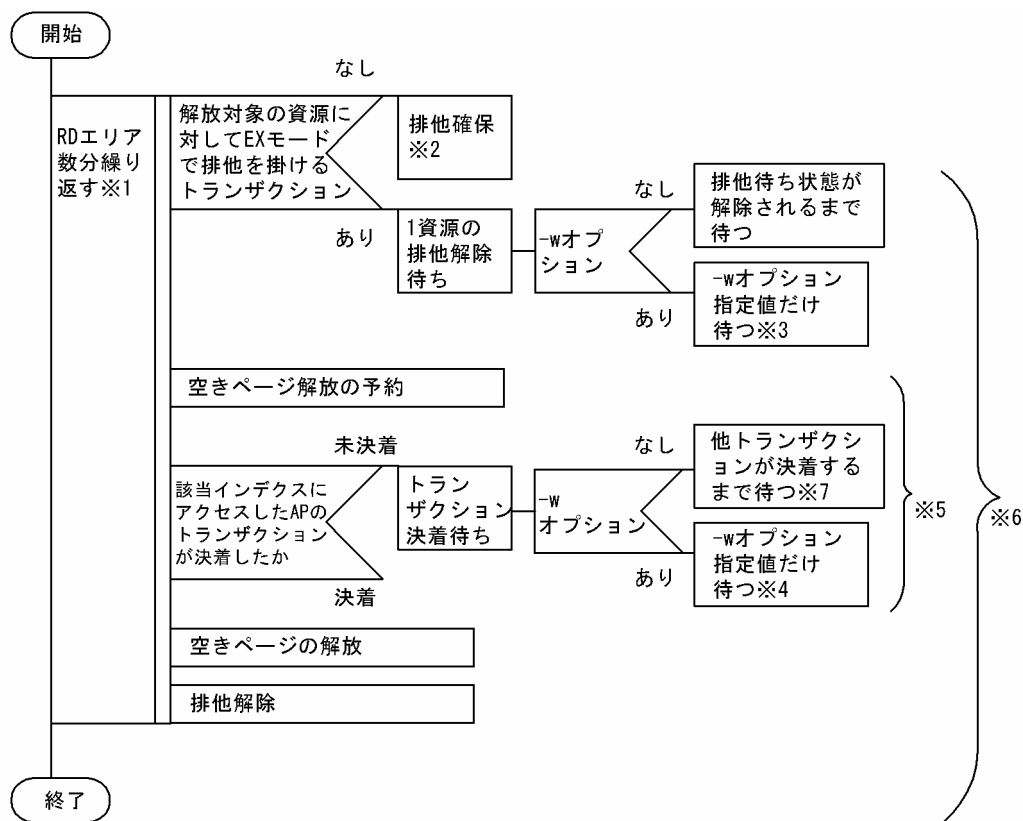 開始
RDエリア
数分繰り
返す※1
なし
解放対象の資源に
対してEXモード
で排他を掛ける
トランザクション
あり
排他確保
※2
1資源の
排他解除
待ち
-wオプ
ション
なし
排他待ち状態が
解除されるまで
待つ
あり
-wオプション
指定値だけ
待つ※3
空きページ解放の予約
未決着
該当インデクスに
アクセスしたAPの
トランザクション
が決着したか
決着
トラン
ザクション
決着待ち
-w
オプション
なし
他トランザクシ
ョンが決着する
まで待つ※7
あり
-wオプション
指定値だけ
待つ※4
※5
※6
空きページの解放
排他解除
終了